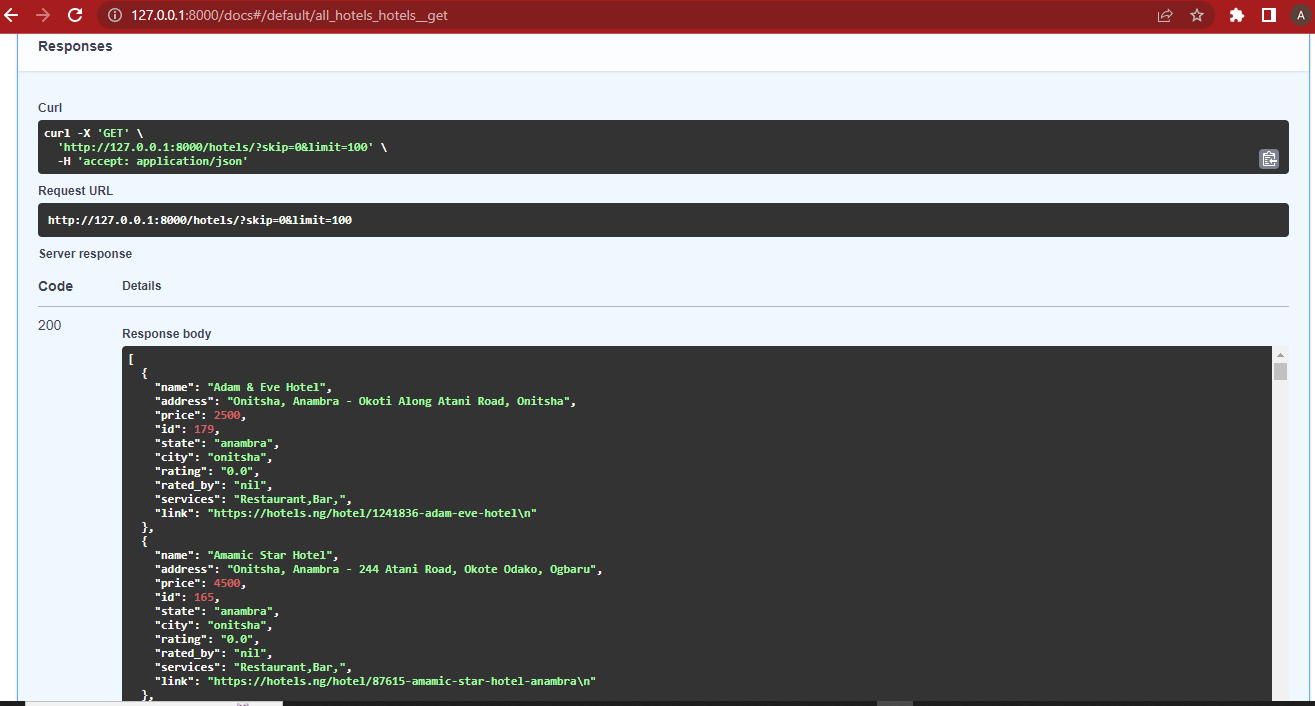 127.0.0.1:8000/docs#/default/all_hotels_hotels__get
A
Responses
Curl
curl -X 'GET' \
'http://127.0.0.1:8000/hotels/?skip=0&limit=100' \
-H 'accept: application/json'
Request URL
http://127.0.0.1:8000/hotels/?skip=0&limit=100
Server response
Code Details
200
Response body
[
{
"name": "Adam & Eve Hotel",
"address": "Onitsha, Anambra - Okoti Along Atani Road, Onitsha",
"price": 2500,
"id": 179,
"state": "anambra",
"city": "onitsha",
"rating": "0.0",
"rated_by": "nil",
"services": "Restaurant,Bar,",
"link": "https://hotels.ng/hotel/1241836-adam-eve-hotel\n"
},
{
"name": "Amamic Star Hotel",
"address": "Onitsha, Anambra - 244 Atani Road, Okote Odako, Ogbaru",
"price": 4500,
"id": 165,
"state": "anambra",
"city": "onitsha",
"rating": "0.0",
"rated_by": "nil",
"services": "Restaurant,Bar,",
"link": "https://hotels.ng/hotel/87615-amamic-star-hotel-anambra\n"
},